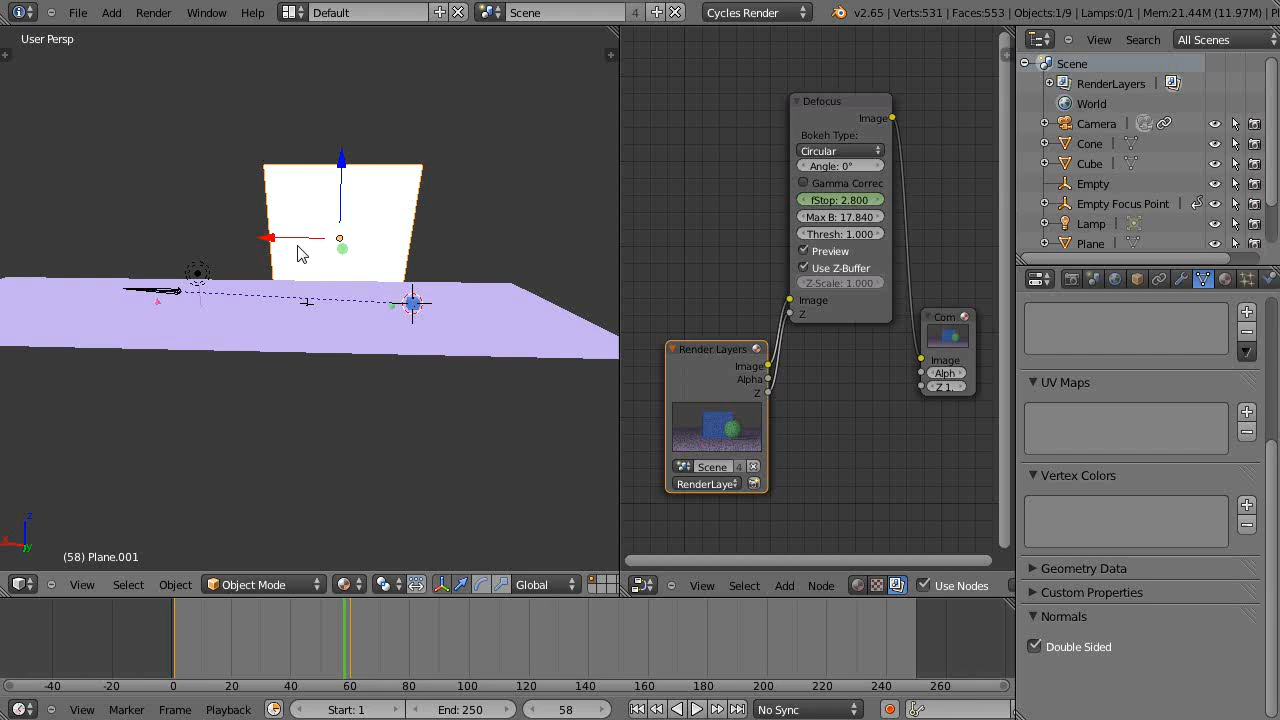 File Add Render Window Help Default Scene 4 Cycles Render v2.65 | Verts:531 | Faces:553 | Objects:1/9 | Lamps:0/1 | Mem:21.44M (11.97M) |
User Persp
(58) Plane.001
View Select Object Object Mode Global
Defocus
Image
Bokeh Type:
Circular
Angle: 0°
Gamma Correc
fStop: 2.800
Max B: 17.840
Thresh: 1.000
Preview
Use Z-Buffer
Z-Scale: 1.000
Image
Z
Render Layers
Image
Alpha
Z
Scene 4
RenderLaye
Com
Image
Alph
Z 1.
View Select Add Node Use Nodes
View Search All Scenes
Scene
RenderLayers |
World
Camera |
Cone |
Cube |
Empty
Empty Focus Point
Lamp |
Plane |
UV Maps
Vertex Colors
Geometry Data
Custom Properties
Normals
Double Sided
-40 -20 0 20 40 60 80 100 120 140 160 180 200 220 240 260
View Marker Frame Playback Start: 1 End: 250 58 No Sync
x
y
z